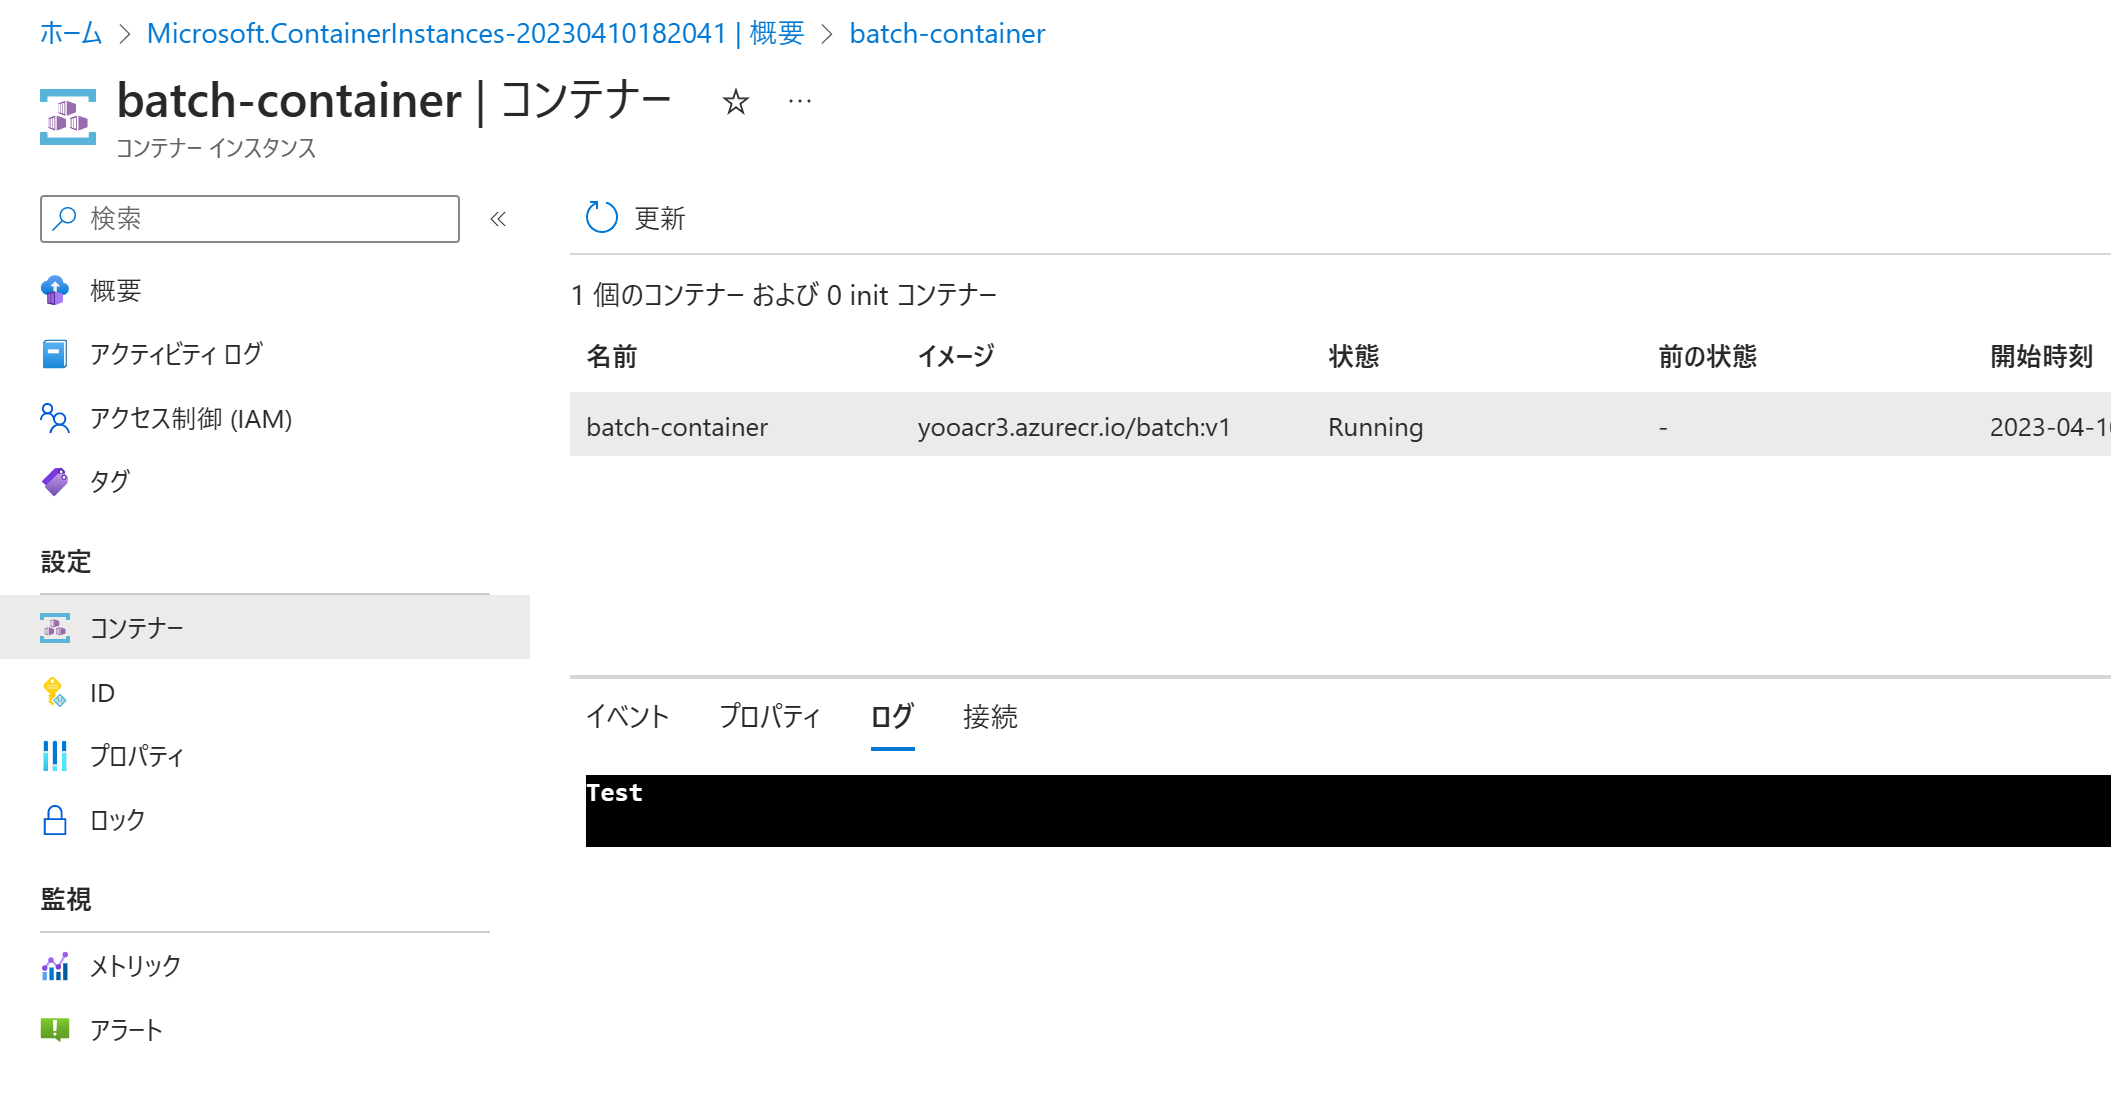 ホーム > Microsoft.ContainerInstances-20230410182041 | 概要 > batch-container
batch-container | コンテナー
コンテナー インスタンス
検索
概要
アクティビティ ログ
アクセス制御 (IAM)
タグ
設定
コンテナー
ID
プロパティ
ロック
監視
メトリック
アラート
更新
1 個のコンテナー および 0 init コンテナー
名前 イメージ 状態 前の状態 開始時刻
batch-container yooacr3.azurecr.io/batch:v1 Running - 2023-04-1
イベント プロパティ ログ 接続
Test